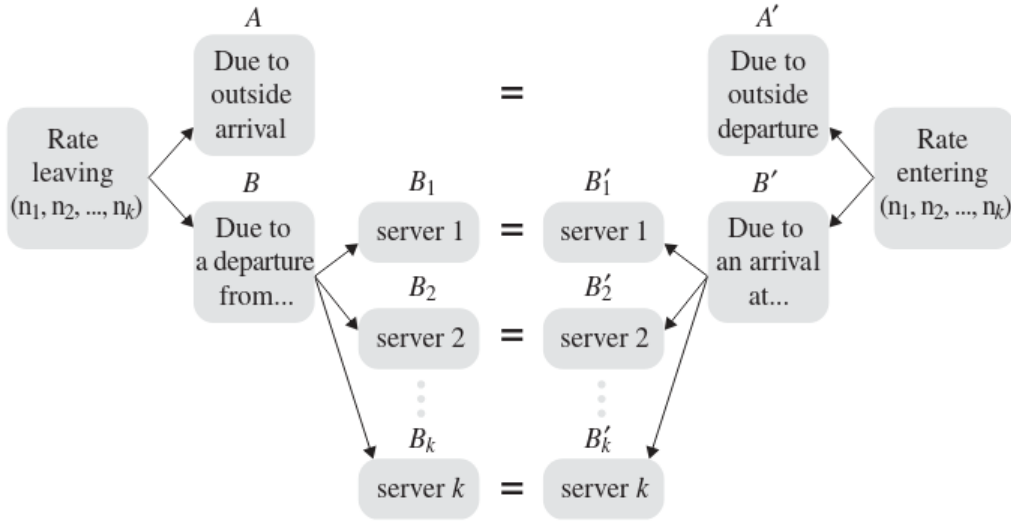 A
A′
Due to
outside
arrival
=
Due to
outside
departure
Rate
leaving
(n₁, n₂, ..., nₖ)
Rate
entering
(n₁, n₂, ..., nₖ)
B
B₁
B′₁
B′
Due to
a departure
from...
server 1
=
server 1
Due to
an arrival
at...
B₂
B′₂
server 2
=
server 2
Bₖ
B′ₖ
server k
=
server k